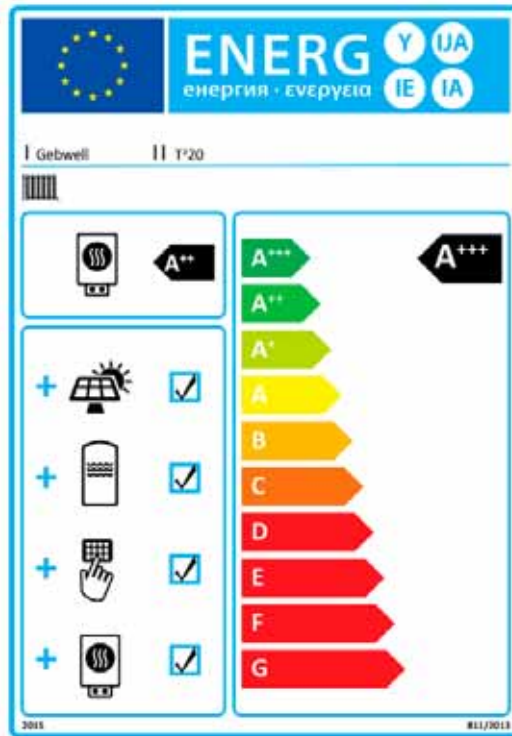 ENERG Y IJA
енергия · ενεργεια IE IA
I Gebwell II T²20
A++
A+++ A+++
A++
A+
A
B
C
D
E
F
G
2015 811/2013